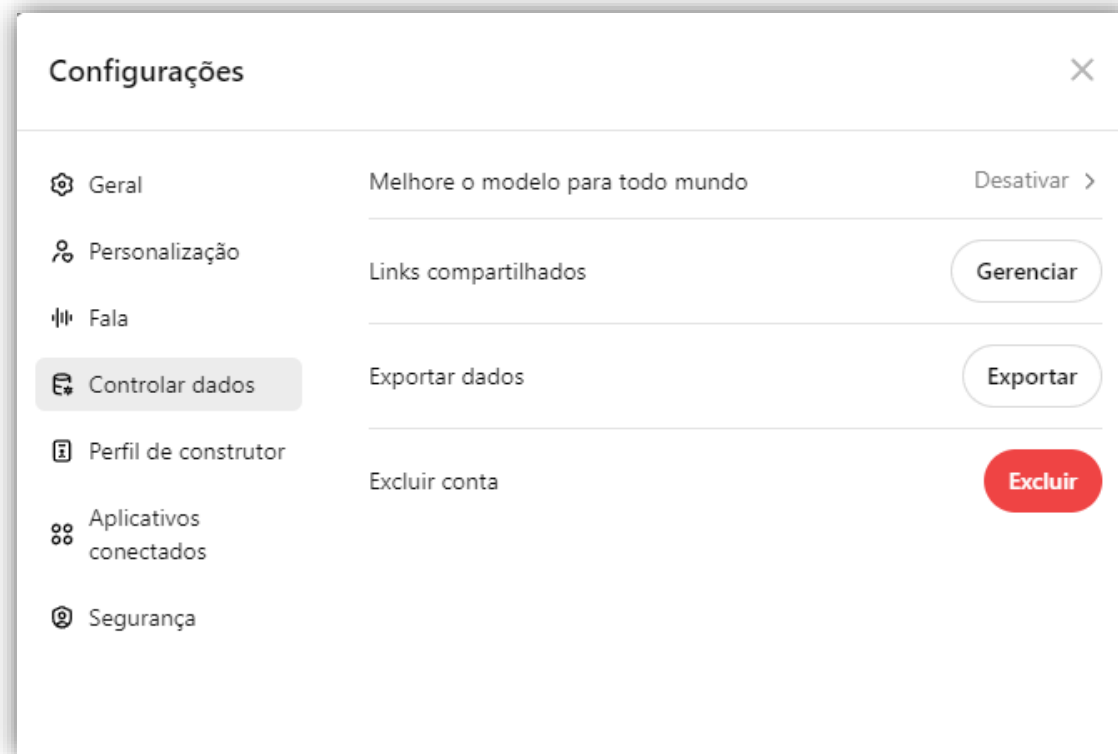 Configurações
Geral
Personalização
Fala
Controlar dados
Perfil de construtor
Aplicativos
conectados
Segurança
Melhore o modelo para todo mundo
Desativar
Links compartilhados
Gerenciar
Exportar dados
Exportar
Excluir conta
Excluir